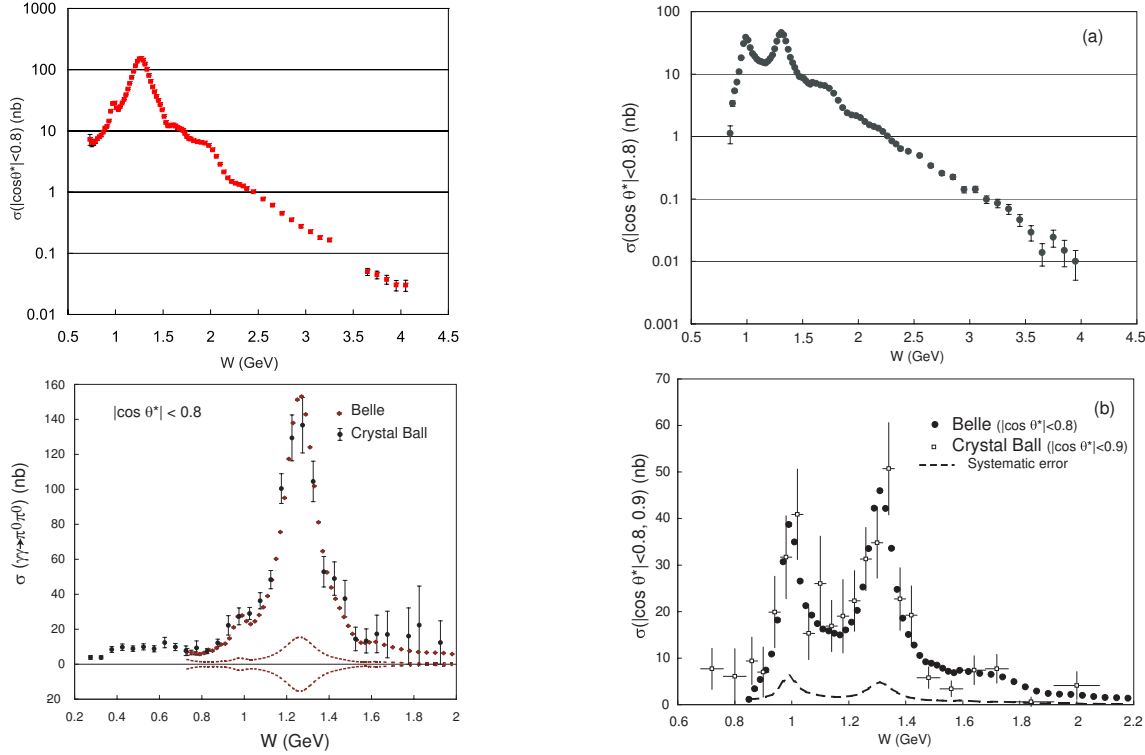 1000
100
10
1
0.1
0.01
σ(|cosθ*|<0.8) (nb)
0.5 1 1.5 2 2.5 3 3.5 4 4.5
W (GeV)
(a)
100
10
1
0.1
0.01
0.001
σ(|cos θ*|<0.8) (nb)
0.5 1 1.5 2 2.5 3 3.5 4 4.5
W (GeV)
160
140
120
100
80
60
40
20
0
20
σ (γγ→π⁰π⁰) (nb)
|cos θ*| < 0.8
Belle
Crystal Ball
0.2 0.4 0.6 0.8 1 1.2 1.4 1.6 1.8 2
W (GeV)
(b)
70
60
50
40
30
20
10
0
σ(|cos θ*|<0.8, 0.9) (nb)
Belle (|cos θ*|<0.8)
Crystal Ball (|cos θ*|<0.9)
Systematic error
0.6 0.8 1 1.2 1.4 1.6 1.8 2 2.2
W (GeV)